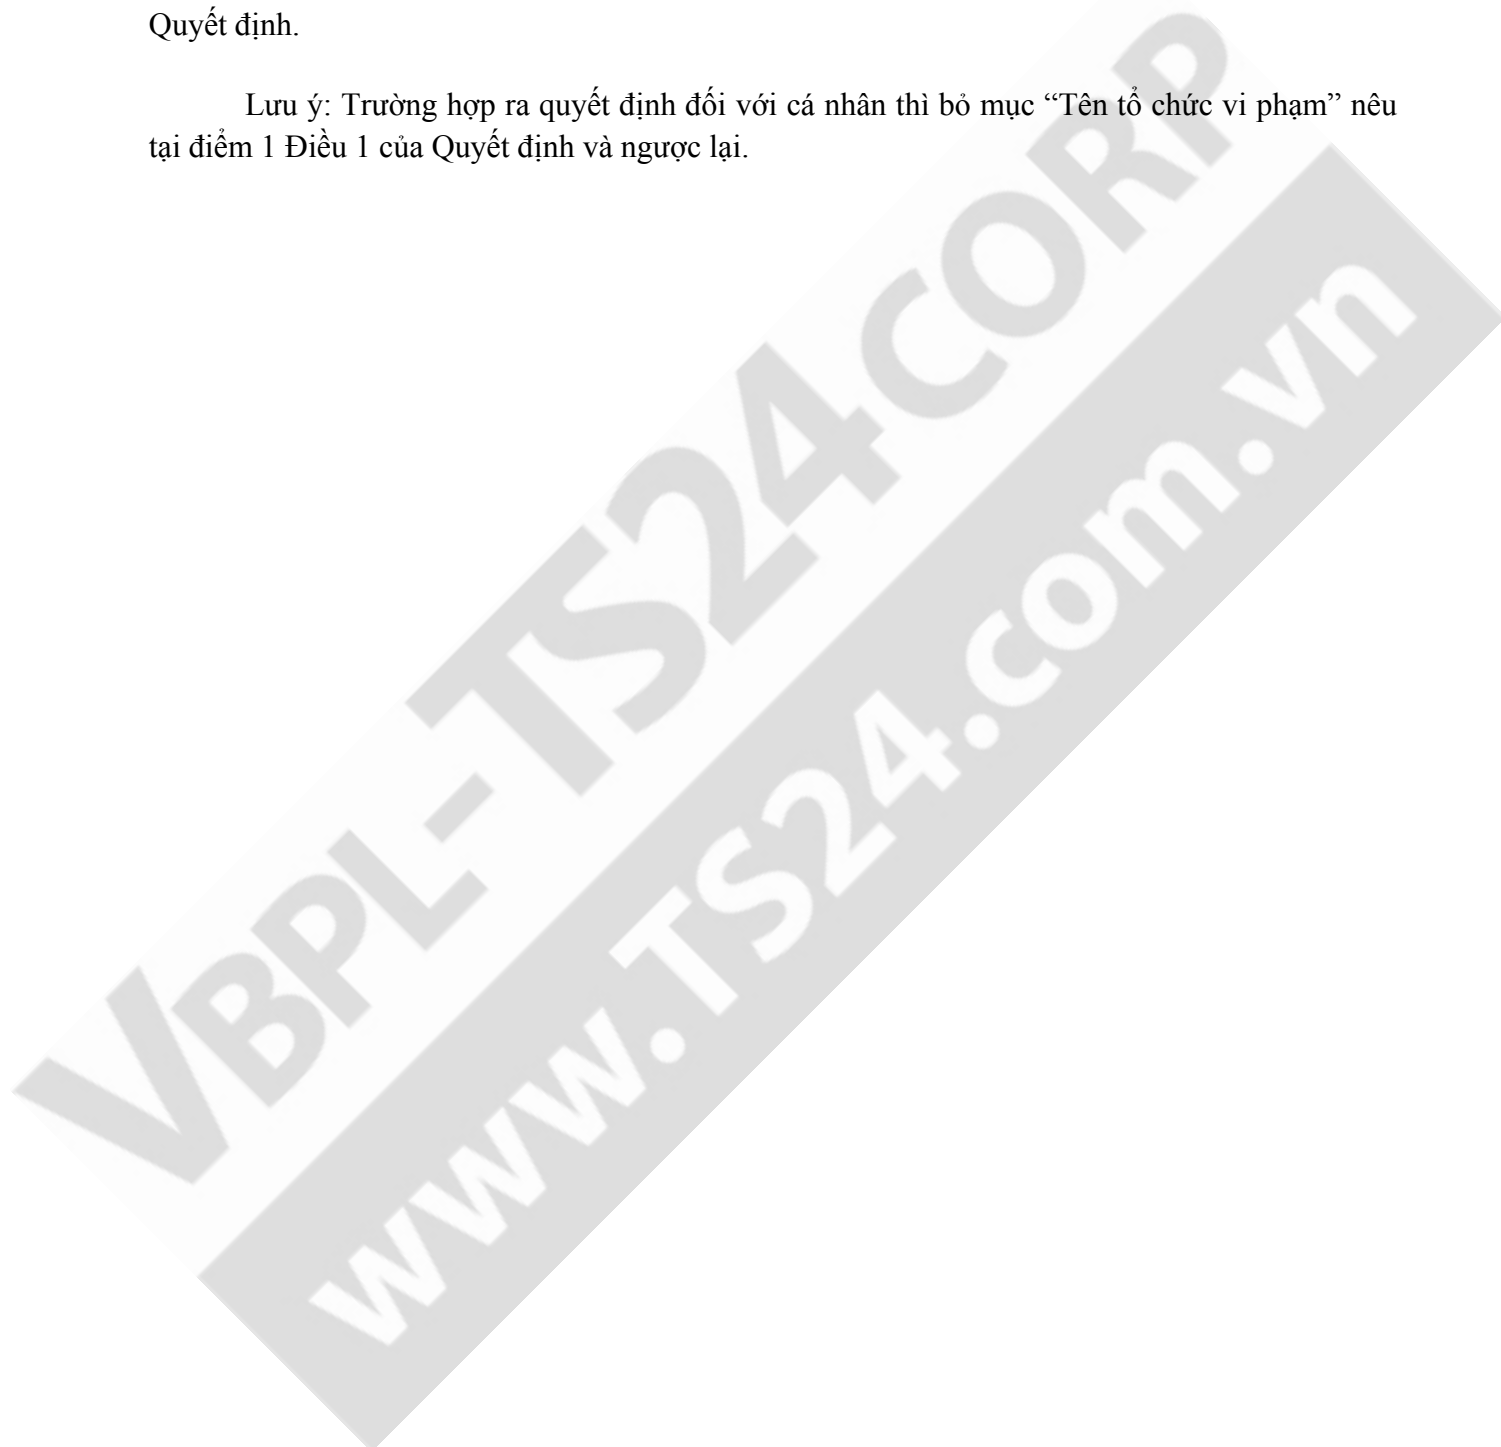 Quyết định.
Lưu ý: Trường hợp ra quyết định đối với cá nhân thì bỏ mục “Tên tổ chức vi phạm” nêu
tại điểm 1 Điều 1 của Quyết định và ngược lại.
VBPL-TS24CORP
www.TS24.com.vn